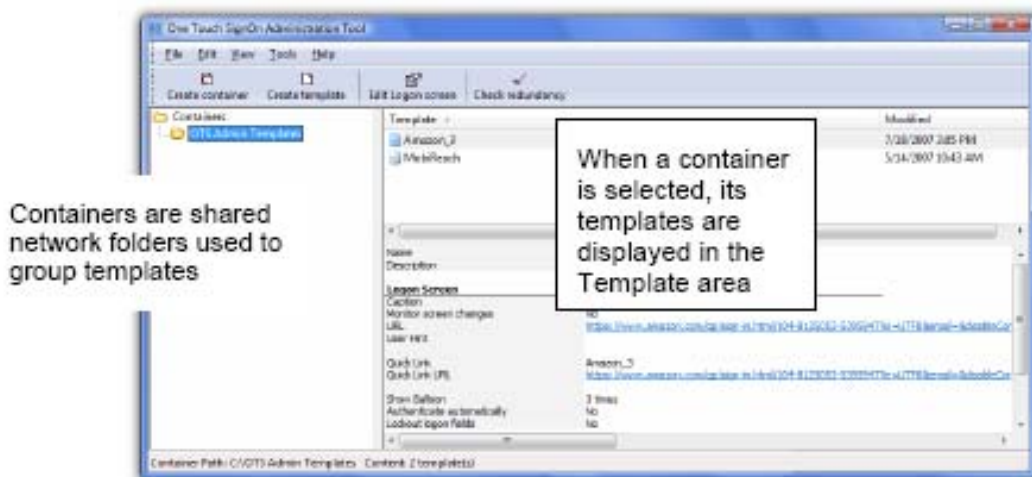 One Touch SignOn Administration Tool
File Edit View Tools Help
Create container Create template Edit Logon screen Check redundancy
Containers
OTS Admin Templates
Template
Modified
Amazon_3
7/18/2007 3:05 PM
MobiReach
5/14/2007 10:43 AM
Containers are shared
network folders used to
group templates
When a container
is selected, its
templates are
displayed in the
Template area
Name
Description
Logon Screen
Caption
Monitor screen changes
No
URL
User Hint
Quick Link
Amazon_3
Quick Link URL
Show Balloon
3 times
Authenticate automatically
No
Lockout logon fields
No
Container Path: C:\OTS Admin Templates Content: 2 template(s)